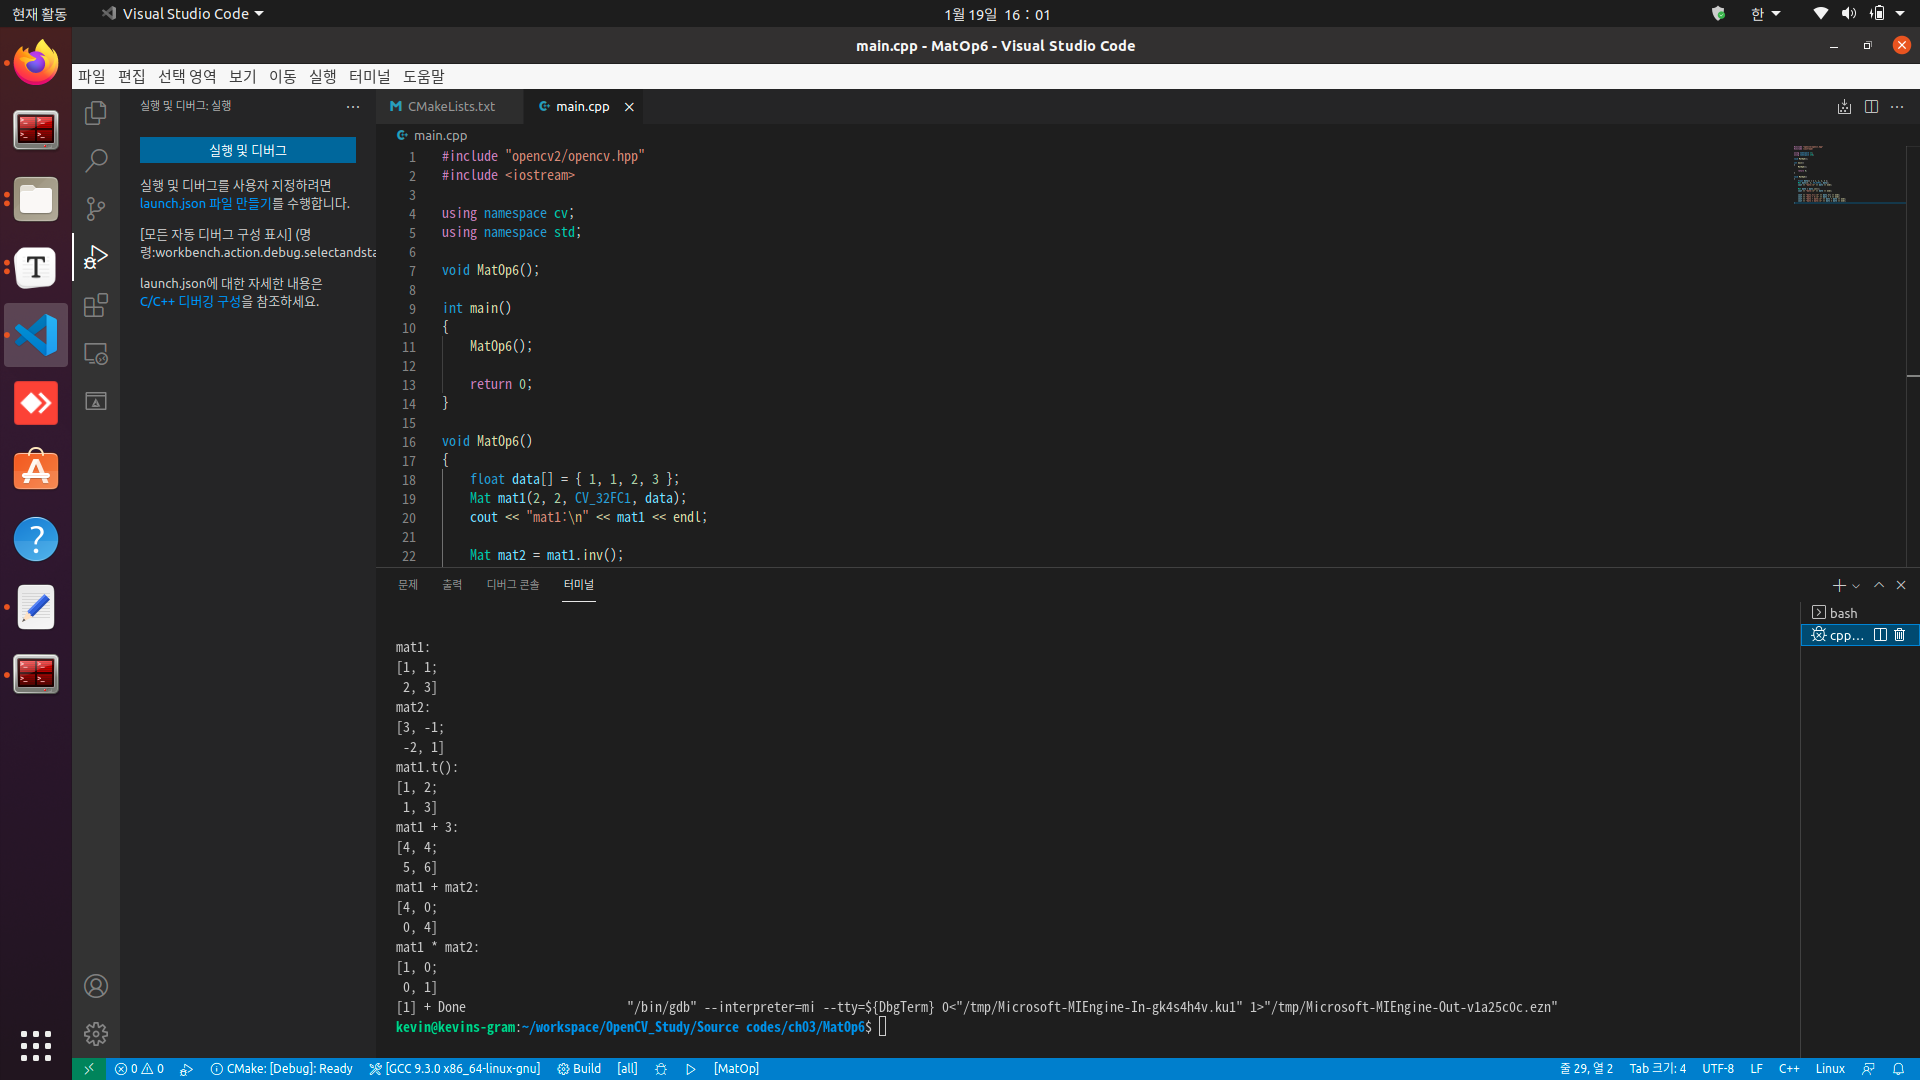 현재 활동
Visual Studio Code
1월 19일 16 : 01
한
main.cpp - MatOp6 - Visual Studio Code
파일 편집 선택 영역 보기 이동 실행 터미널 도움말
실행 및 디버그: 실행
실행 및 디버그
실행 및 디버그를 사용자 지정하려면
launch.json 파일 만들기를 수행합니다.
[모든 자동 디버그 구성 표시] (명
령:workbench.action.debug.selectandsta
launch.json에 대한 자세한 내용은
C/C++ 디버깅 구성을 참조하세요.
CMakeLists.txt
main.cpp
main.cpp
1 #include "opencv2/opencv.hpp"
2 #include <iostream>
3
4 using namespace cv;
5 using namespace std;
6
7 void MatOp6();
8
9 int main()
10 {
11 MatOp6();
12
13 return 0;
14 }
15
16 void MatOp6()
17 {
18 float data[] = { 1, 1, 2, 3 };
19 Mat mat1(2, 2, CV_32FC1, data);
20 cout << "mat1:\n" << mat1 << endl;
21
22 Mat mat2 = mat1.inv();
문제 출력 디버그 콘솔 터미널
bash
cpp...
mat1:
[1, 1;
2, 3]
mat2:
[3, -1;
-2, 1]
mat1.t():
[1, 2;
1, 3]
mat1 + 3:
[4, 4;
5, 6]
mat1 + mat2:
[4, 0;
0, 4]
mat1 * mat2:
[1, 0;
0, 1]
[1] + Done "/bin/gdb" --interpreter=mi --tty=${DbgTerm} 0<"/tmp/Microsoft-MIEngine-In-gk4s4h4v.ku1" 1>"/tmp/Microsoft-MIEngine-Out-v1a25c0c.ezn"
kevin@kevins-gram:~/workspace/OpenCV_Study/Source codes/ch03/MatOp6$
0 0 CMake: [Debug]: Ready [GCC 9.3.0 x86_64-linux-gnu] Build [all] [MatOp]
줄 29, 열 2 Tab 크기: 4 UTF-8 LF C++ Linux